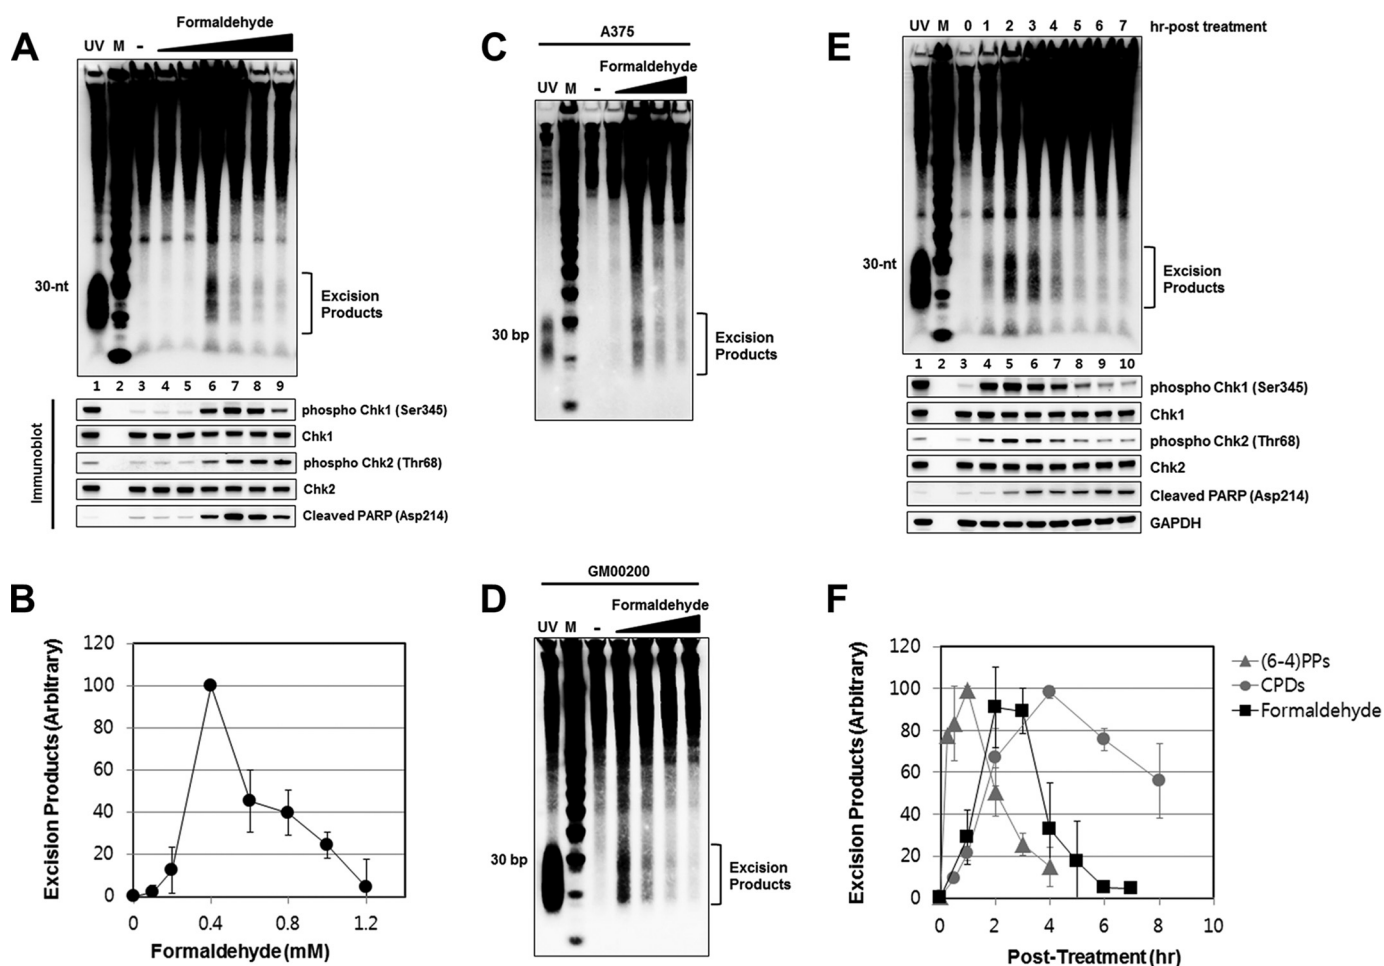 A
Formaldehyde
UV M -
30-nt
Excision
Products
1 2 3 4 5 6 7 8 9
Immunoblot
phospho Chk1 (Ser345)
Chk1
phospho Chk2 (Thr68)
Chk2
Cleaved PARP (Asp214)
B
Excision Products (Arbitrary)
120
100
80
60
40
20
0
0 0.4 0.8 1.2
Formaldehyde (mM)
C
A375
Formaldehyde
UV M -
30 bp
Excision
Products
D
GM00200
Formaldehyde
UV M -
30 bp
Excision
Products
E
UV M 0 1 2 3 4 5 6 7 hr-post treatment
30-nt
Excision
Products
1 2 3 4 5 6 7 8 9 10
phospho Chk1 (Ser345)
Chk1
phospho Chk2 (Thr68)
Chk2
Cleaved PARP (Asp214)
GAPDH
F
Excision Products (Arbitrary)
120
100
80
60
40
20
0
0 2 4 6 8 10
Post-Treatment (hr)
(6-4)PPs
CPDs
Formaldehyde